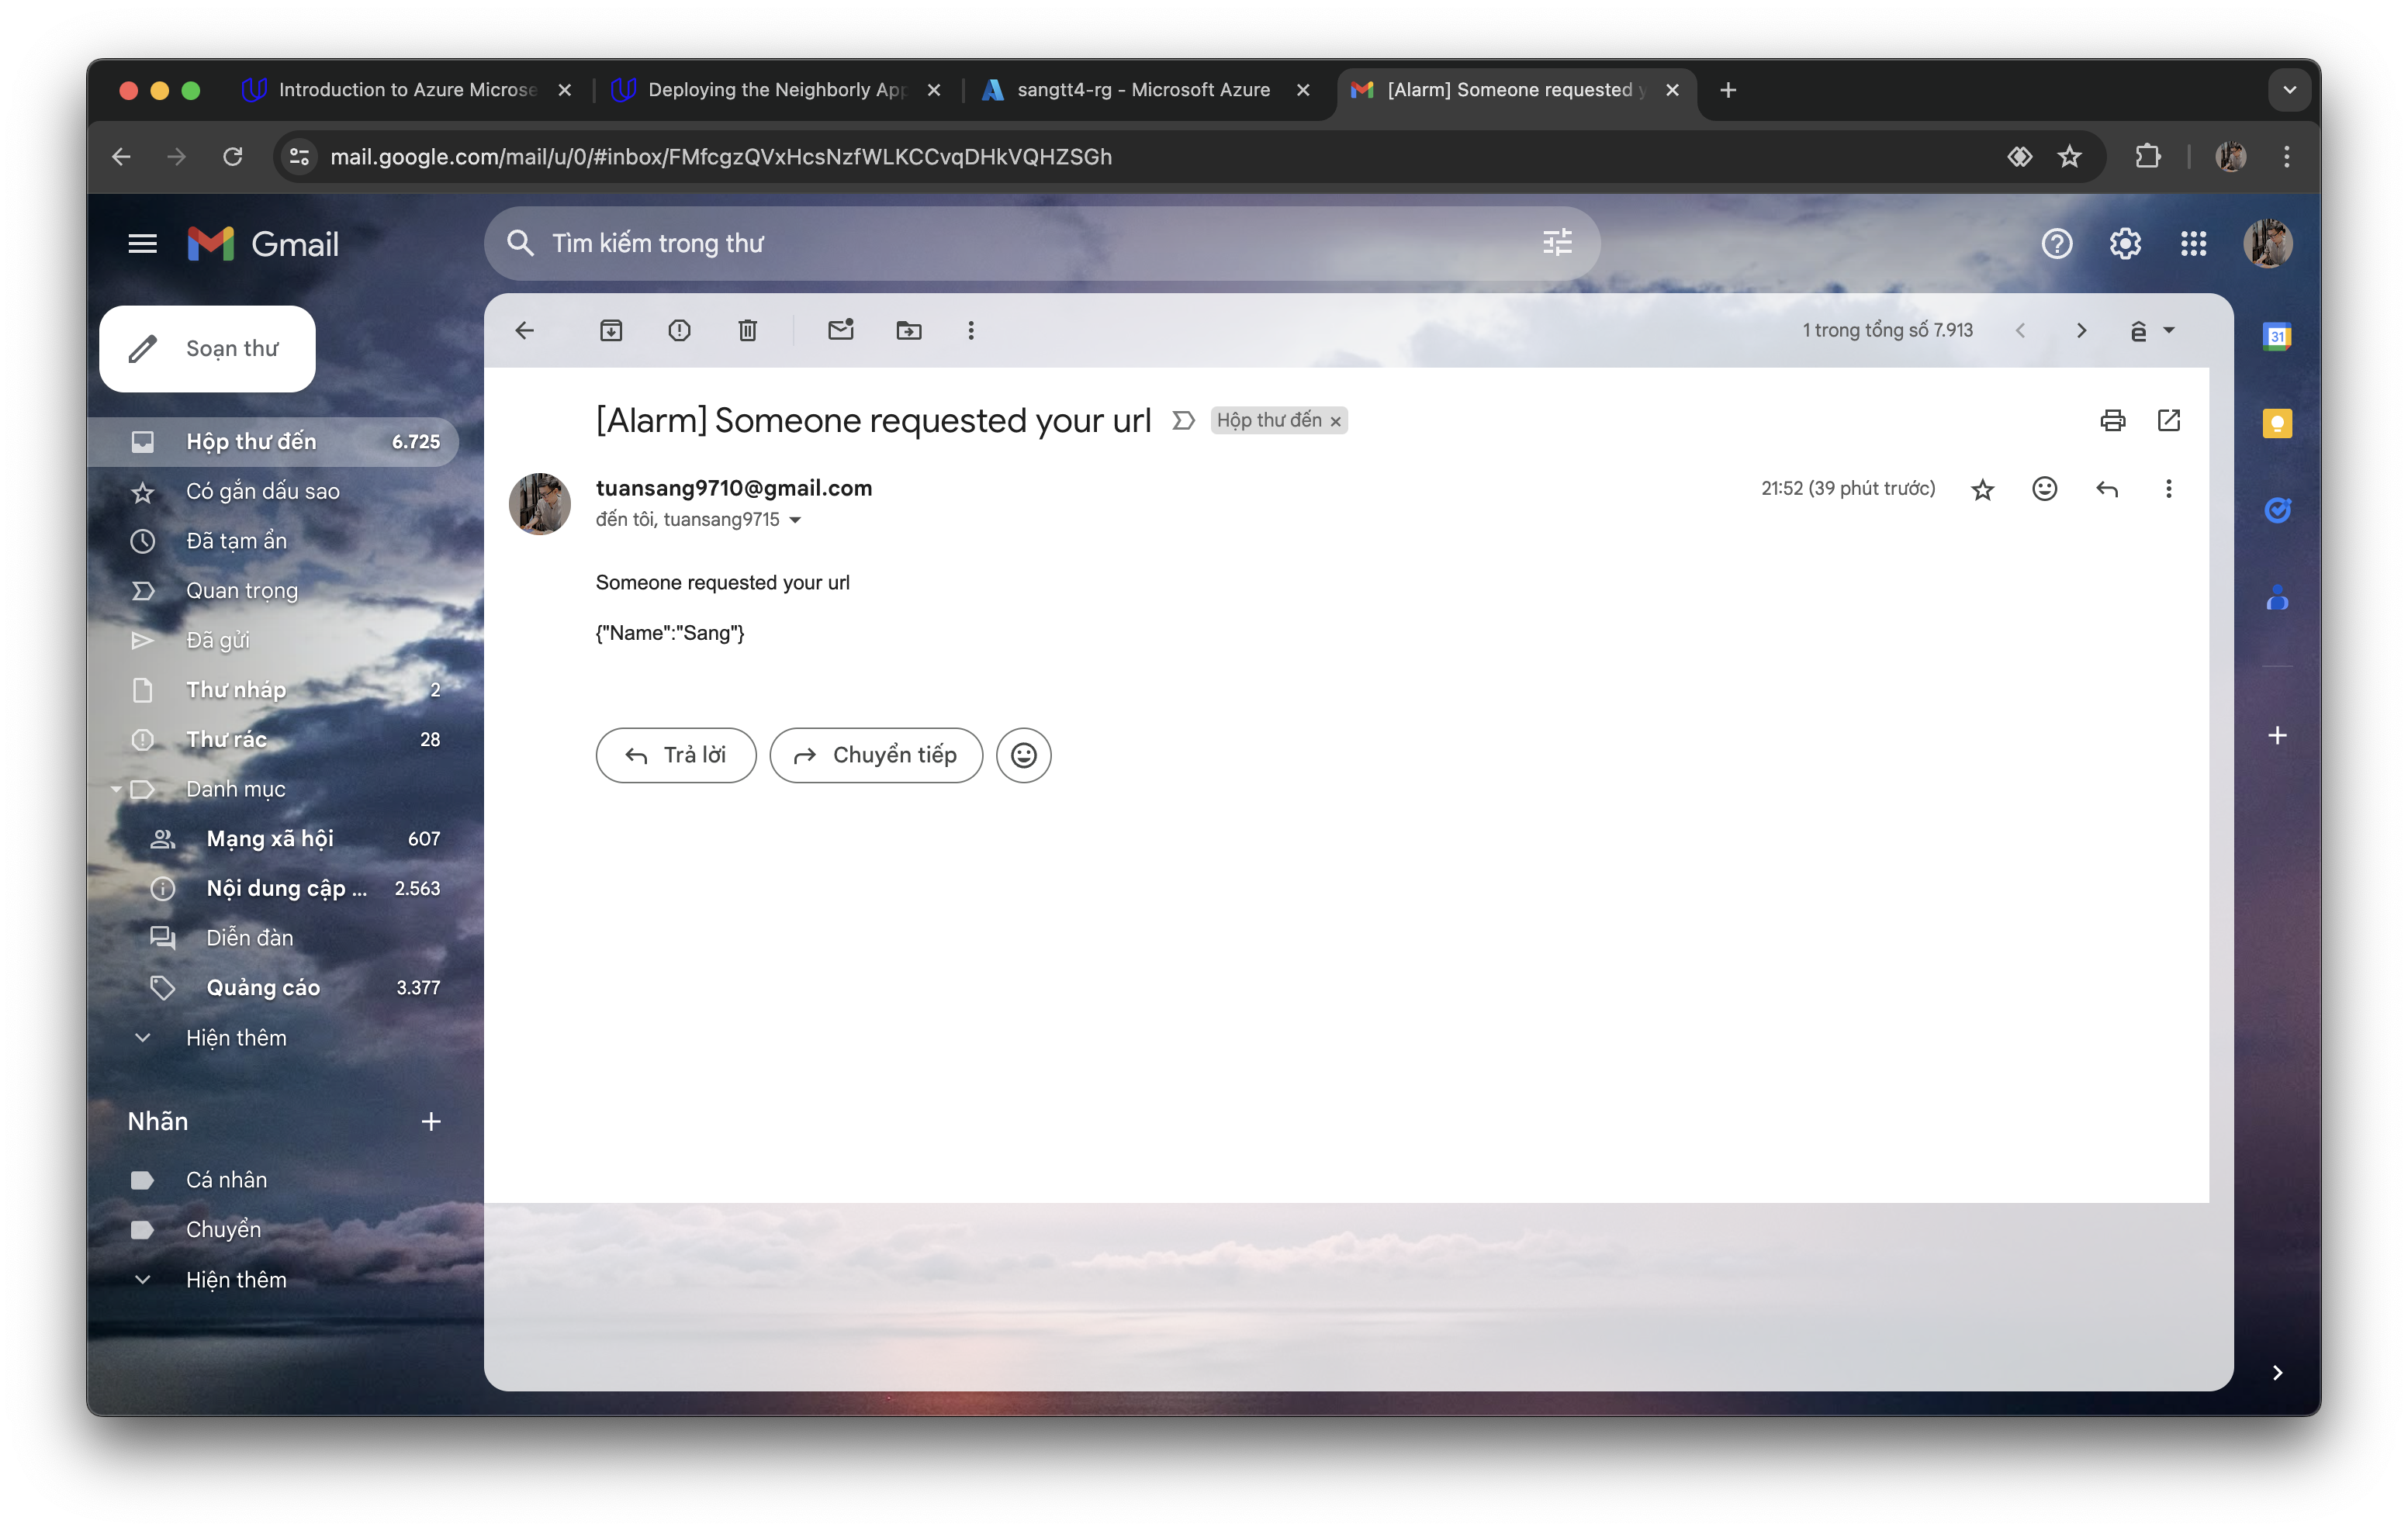 Introduction to Azure Microse
Deploying the Neighborly App
sangtt4-rg - Microsoft Azure
[Alarm] Someone requested y
mail.google.com/mail/u/0/#inbox/FMfcgzQVxHcsNzfWLKCCvqDHkVQHZSGh
Gmail
Tìm kiếm trong thư
Soạn thư
1 trong tổng số 7.913
ê
31
[Alarm] Someone requested your url
Hộp thư đến
Hộp thư đến 6.725
tuansang9710@gmail.com
21:52 (39 phút trước)
đến tôi, tuansang9715
Có gắn dấu sao
Đã tạm ẩn
Quan trọng
Đã gửi
Thư nháp 2
Thư rác 28
Danh mục
Mạng xã hội 607
Nội dung cập ... 2.563
Diễn đàn
Quảng cáo 3.377
Hiện thêm
Nhãn
Cá nhân
Chuyển
Hiện thêm
Someone requested your url
{"Name":"Sang"}
Trả lời
Chuyển tiếp